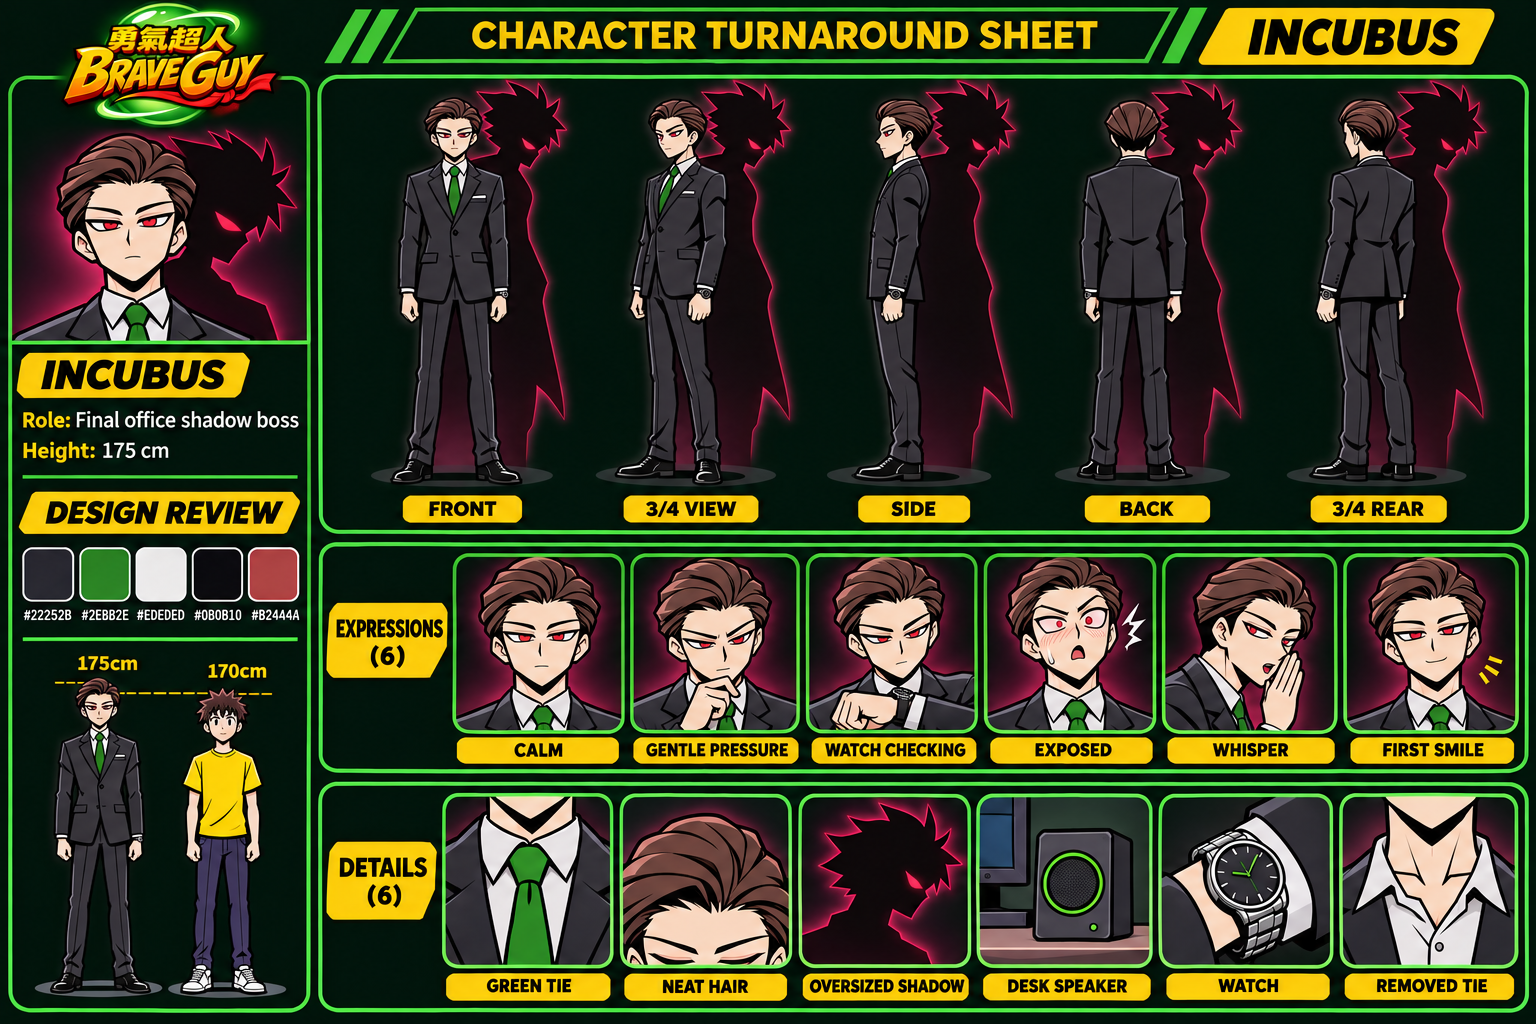 勇氣超人
BRAVE GUY
CHARACTER TURNAROUND SHEET
INCUBUS
INCUBUS
Role: Final office shadow boss
Height: 175 cm
DESIGN REVIEW
#22252B #2EBB2E #EDEDED #0B0B10 #B2444A
175cm
170cm
FRONT
3/4 VIEW
SIDE
BACK
3/4 REAR
EXPRESSIONS
(6)
CALM
GENTLE PRESSURE
WATCH CHECKING
EXPOSED
WHISPER
FIRST SMILE
DETAILS
(6)
GREEN TIE
NEAT HAIR
OVERSIZED SHADOW
DESK SPEAKER
WATCH
REMOVED TIE